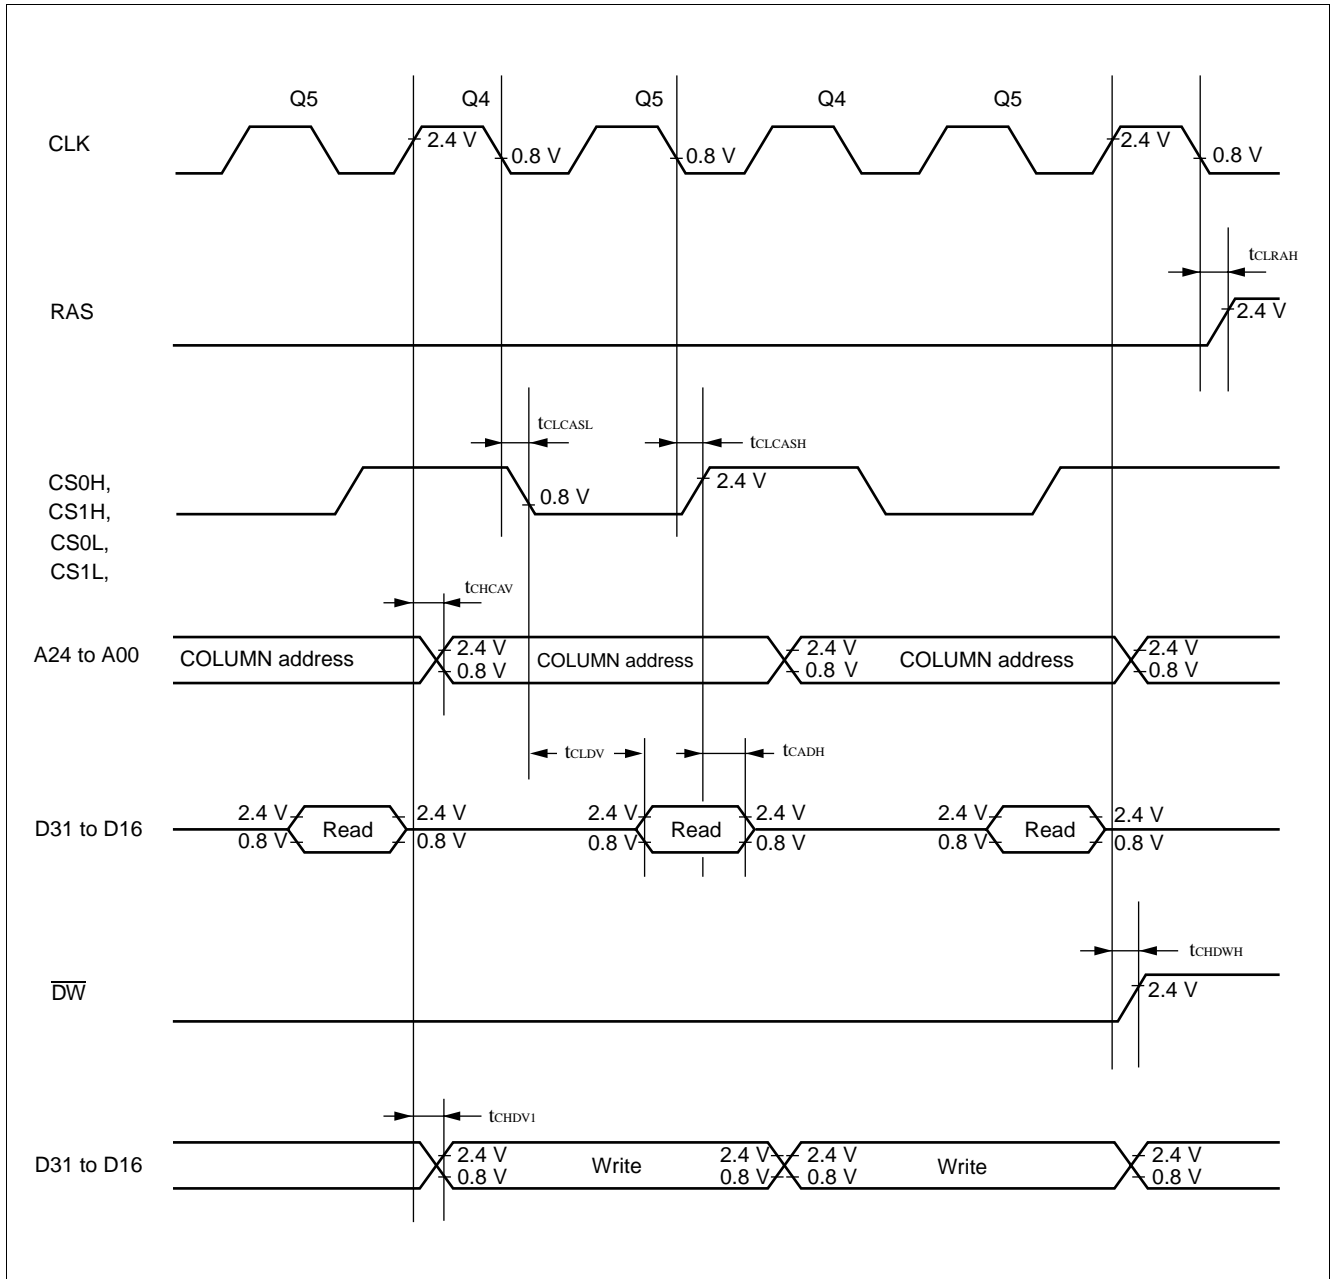 Q5 Q4 Q5 Q4 Q5
CLK 2.4 V 0.8 V 0.8 V 2.4 V 0.8 V
tCLRAH
RAS 2.4 V
tCLCASL tCLCASH
CS0H, 2.4 V
CS1H, 0.8 V
CS0L,
CS1L,
tCHCAV
A24 to A00 COLUMN address 2.4 V 0.8 V COLUMN address 2.4 V 0.8 V COLUMN address 2.4 V 0.8 V
tCLDV tCADH
2.4 V 2.4 V 2.4 V 2.4 V 2.4 V 2.4 V
D31 to D16 Read Read Read
0.8 V 0.8 V 0.8 V 0.8 V 0.8 V 0.8 V
tCHDWH
DW 2.4 V
tCHDV1
2.4 V 2.4 V 2.4 V 2.4 V
D31 to D16 Write Write
0.8 V 0.8 V 0.8 V 0.8 V